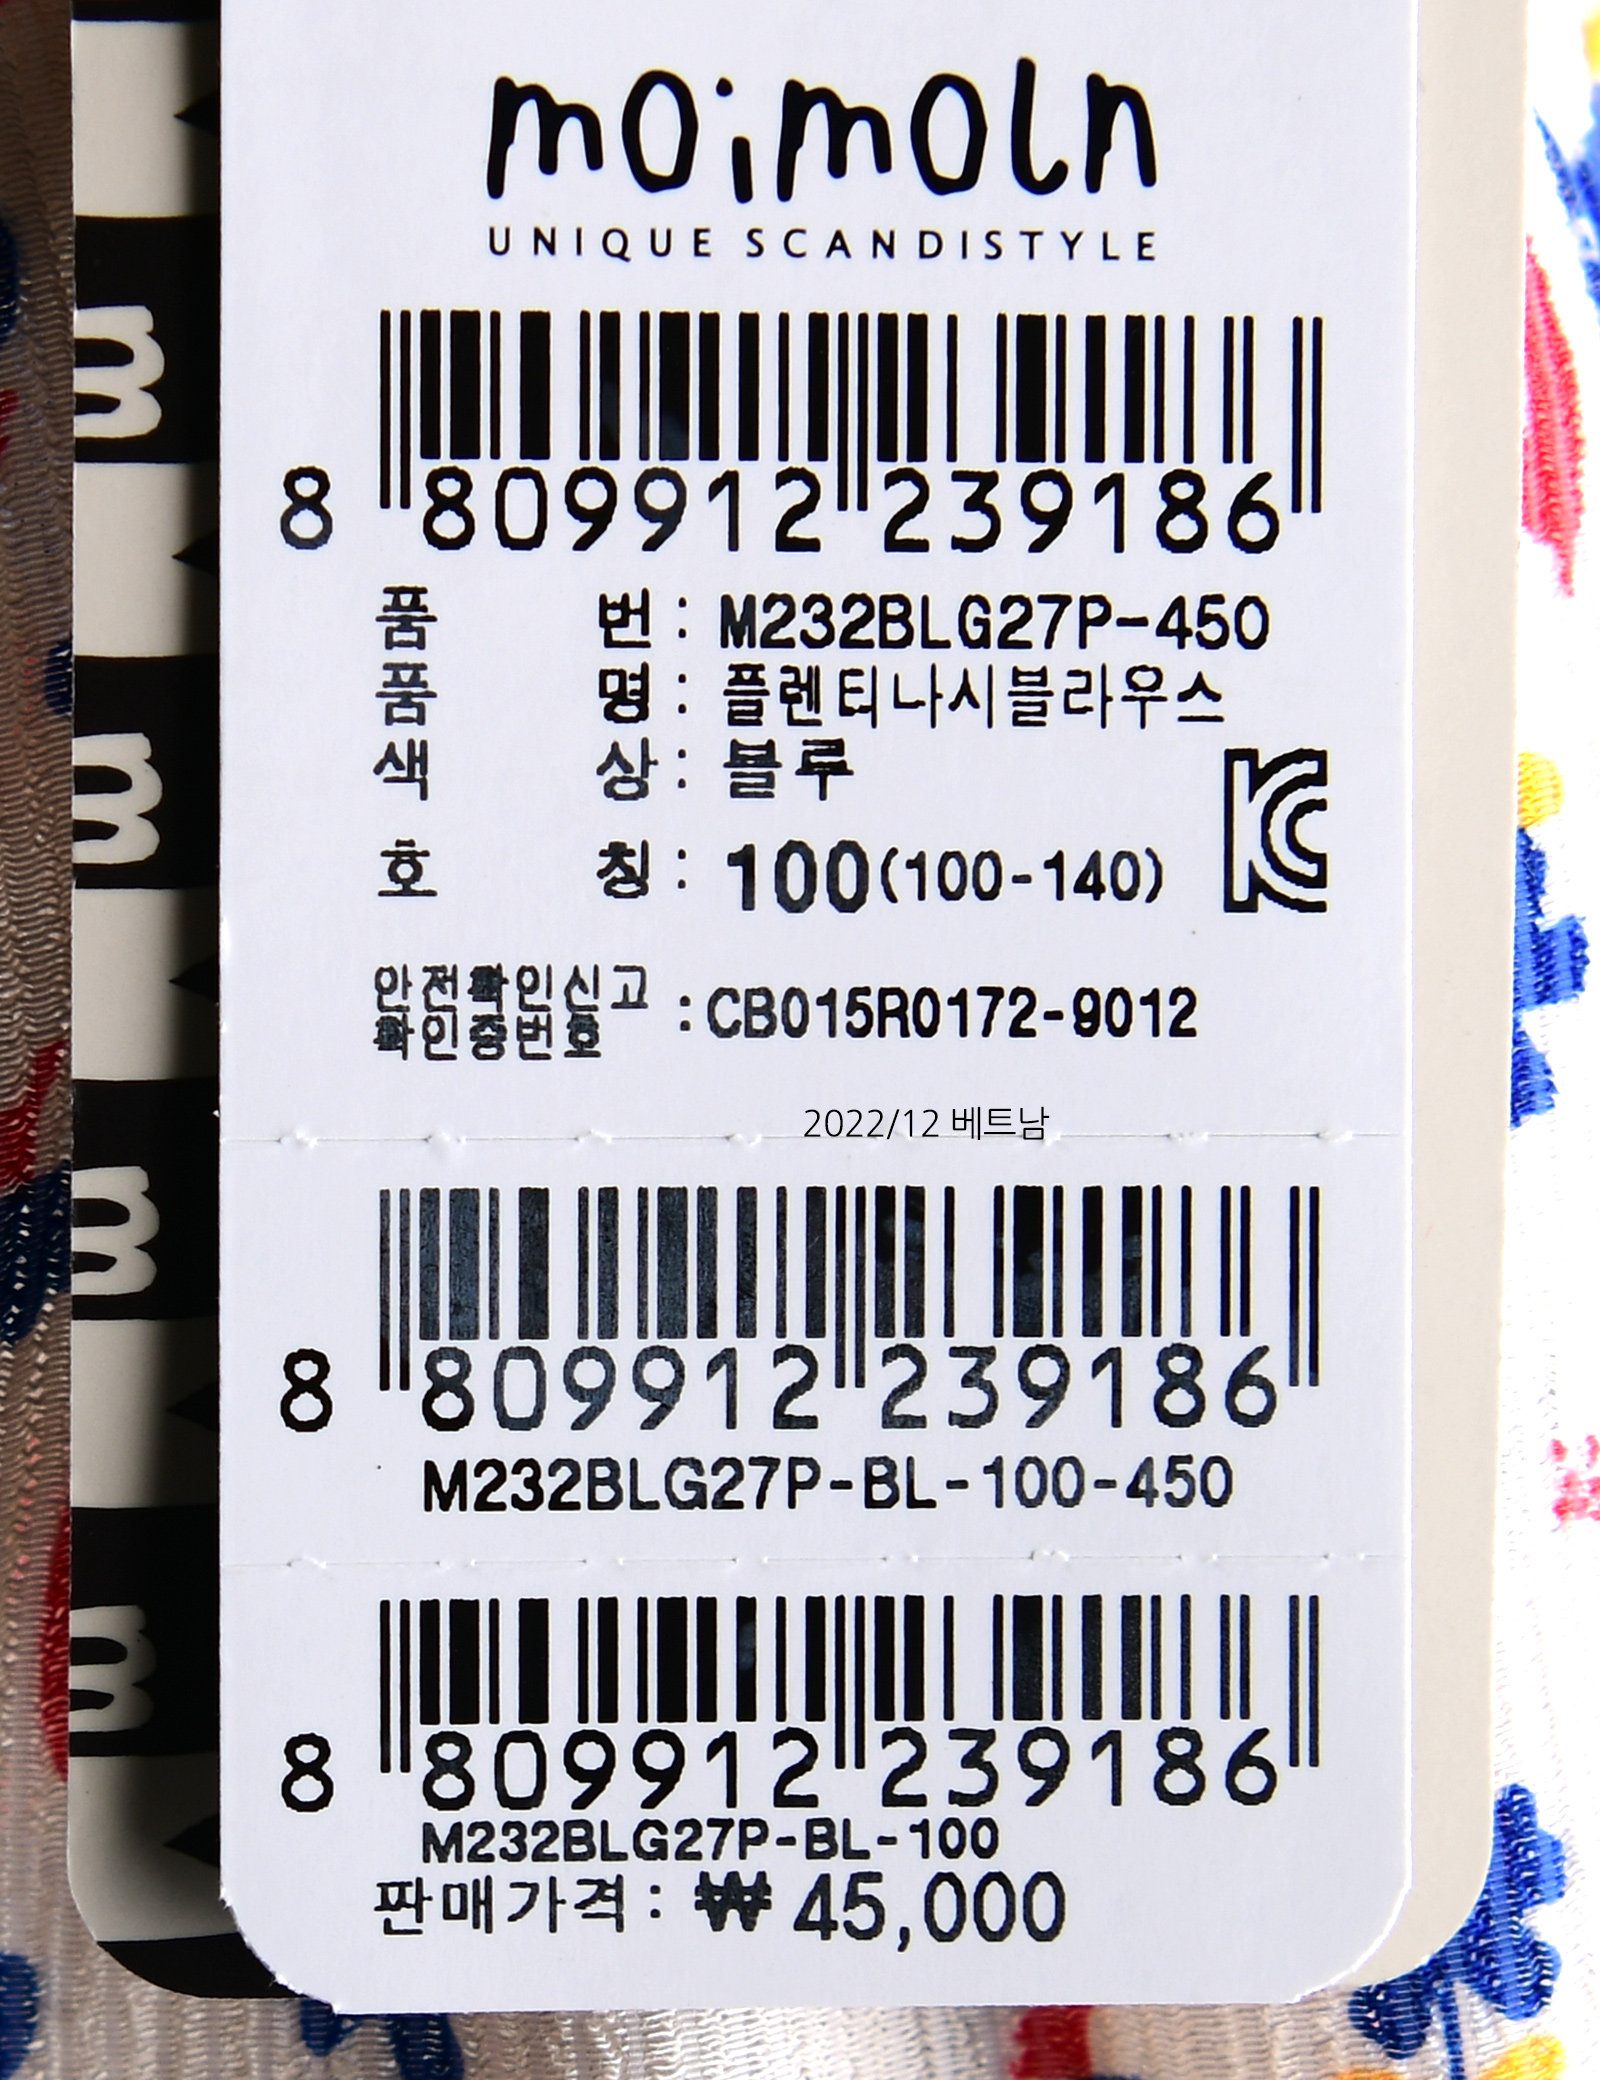 moimoln
UNIQUE SCANDISTYLE
8 809912 239186
품 번 : M232BLG27P-450
품 명 : 플렌티나시블라우스
색 상 : 블루
호 칭 : 100(100-140)
KC
안전확인신고
확인증번호 : CB015R0172-9012
2022/12 베트남
8 809912 239186
M232BLG27P-BL-100-450
8 809912 239186
M232BLG27P-BL-100
판매가격 : ₩ 45,000